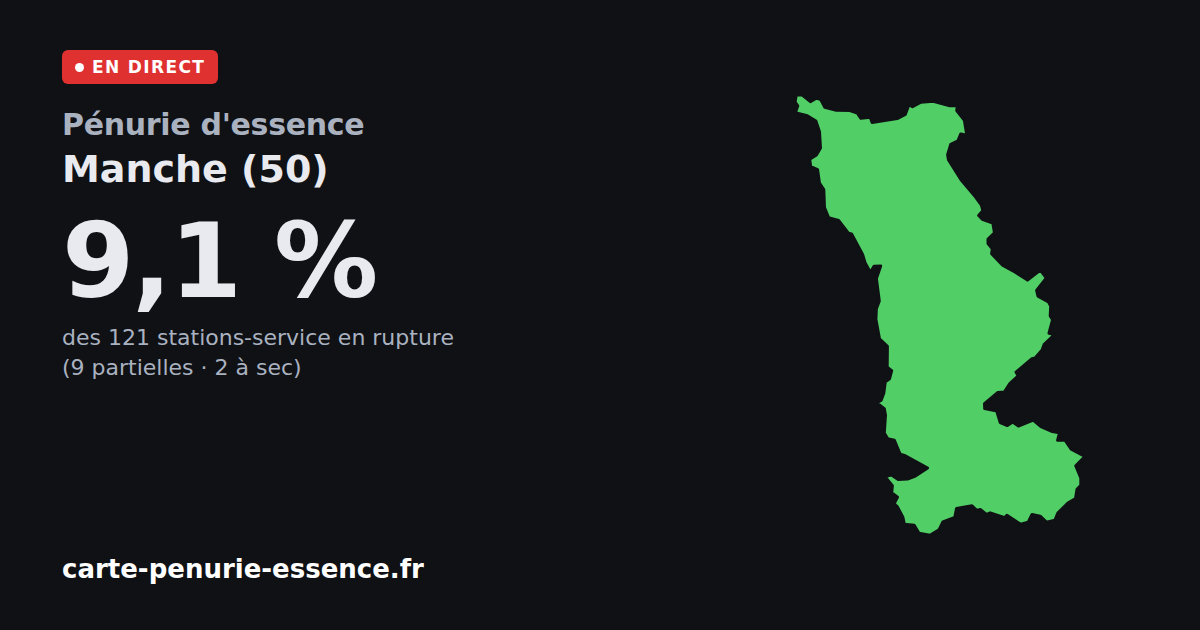 EN DIRECT
Pénurie d'essence
Manche (50)
9,1 %
des 121 stations-service en rupture
(9 partielles · 2 à sec)
carte-penurie-essence.fr